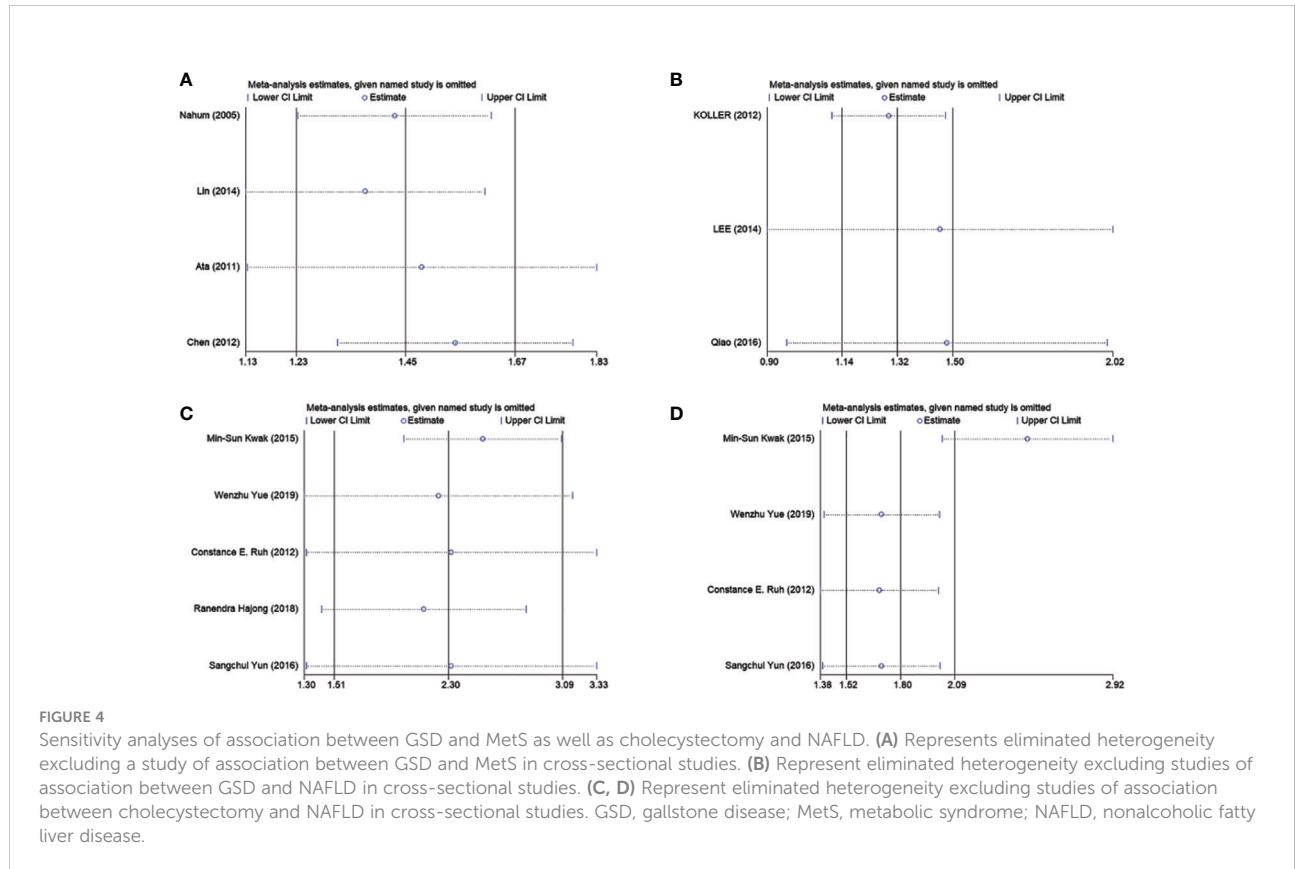 A
Meta-analysis estimates, given named study is omitted
Lower CI Limit Estimate Upper CI Limit
Nahum (2005)
Lin (2014)
Ata (2011)
Chen (2012)
1.13 1.23 1.45 1.67 1.83
B
Meta-analysis estimates, given named study is omitted
Lower CI Limit Estimate Upper CI Limit
KOLLER (2012)
LEE (2014)
Qiao (2016)
0.90 1.14 1.32 1.50 2.02
C
Meta-analysis estimates, given named study is omitted
Lower CI Limit Estimate Upper CI Limit
Min-Sun Kwak (2015)
Wenzhu Yue (2019)
Constance E. Ruh (2012)
Ranendra Hajong (2018)
Sangchul Yun (2016)
1.30 1.51 2.30 3.09 3.33
D
Meta-analysis estimates, given named study is omitted
Lower CI Limit Estimate Upper CI Limit
Min-Sun Kwak (2015)
Wenzhu Yue (2019)
Constance E. Ruh (2012)
Sangchul Yun (2016)
1.38 1.52 1.80 2.09 2.92
FIGURE 4
Sensitivity analyses of association between GSD and MetS as well as cholecystectomy and NAFLD. (A) Represents eliminated heterogeneity
excluding a study of association between GSD and MetS in cross-sectional studies. (B) Represent eliminated heterogeneity excluding studies of
association between GSD and NAFLD in cross-sectional studies. (C, D) Represent eliminated heterogeneity excluding studies of association
between cholecystectomy and NAFLD in cross-sectional studies. GSD, gallstone disease; MetS, metabolic syndrome; NAFLD, nonalcoholic fatty
liver disease.